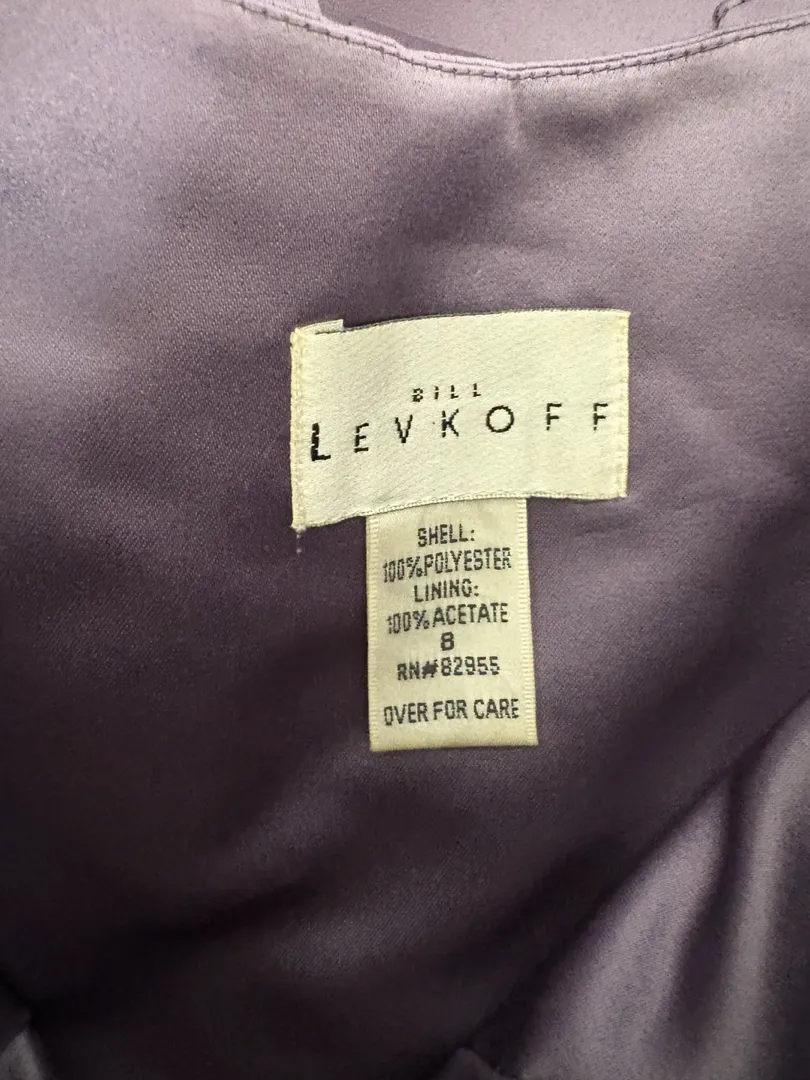 BILL
LEVKOFF
SHELL:
100%POLYESTER
LINING:
100% ACETATE
8
RN#82955
OVER FOR CARE